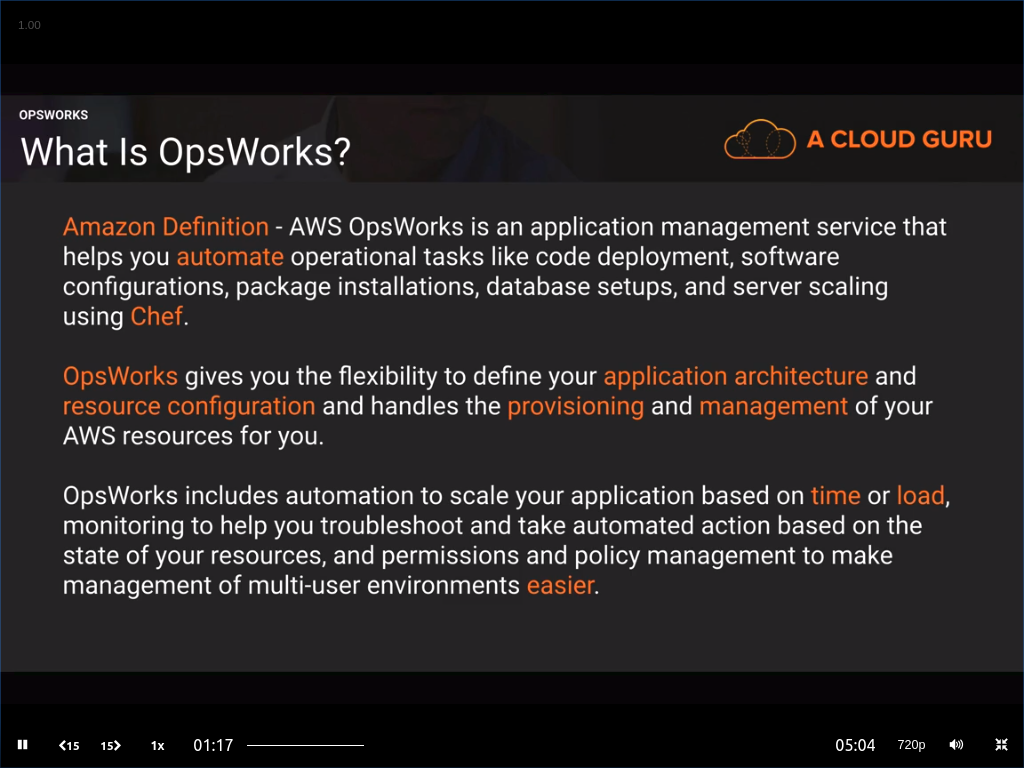 1.00
OPSWORKS
What Is OpsWorks?
A CLOUD GURU
Amazon Definition - AWS OpsWorks is an application management service that
helps you automate operational tasks like code deployment, software
configurations, package installations, database setups, and server scaling
using Chef.
OpsWorks gives you the flexibility to define your application architecture and
resource configuration and handles the provisioning and management of your
AWS resources for you.
OpsWorks includes automation to scale your application based on time or load,
monitoring to help you troubleshoot and take automated action based on the
state of your resources, and permissions and policy management to make
management of multi-user environments easier.
15 15 1x 01:17 05:04 720p